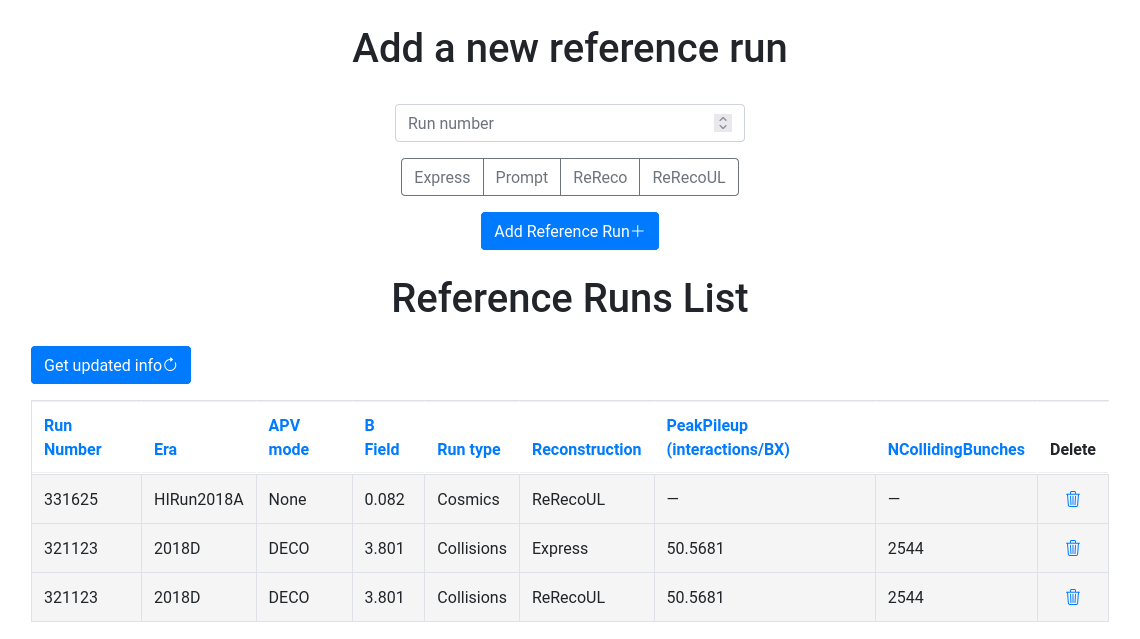 Add a new reference run
Run number
Express Prompt ReReco ReRecoUL
Add Reference Run
Reference Runs List
Get updated info
Run Number Era APV mode B Field Run type Reconstruction PeakPileup (interactions/BX) NCollidingBunches Delete
331625 HIRun2018A None 0.082 Cosmics ReRecoUL — —
321123 2018D DECO 3.801 Collisions Express 50.5681 2544
321123 2018D DECO 3.801 Collisions ReRecoUL 50.5681 2544